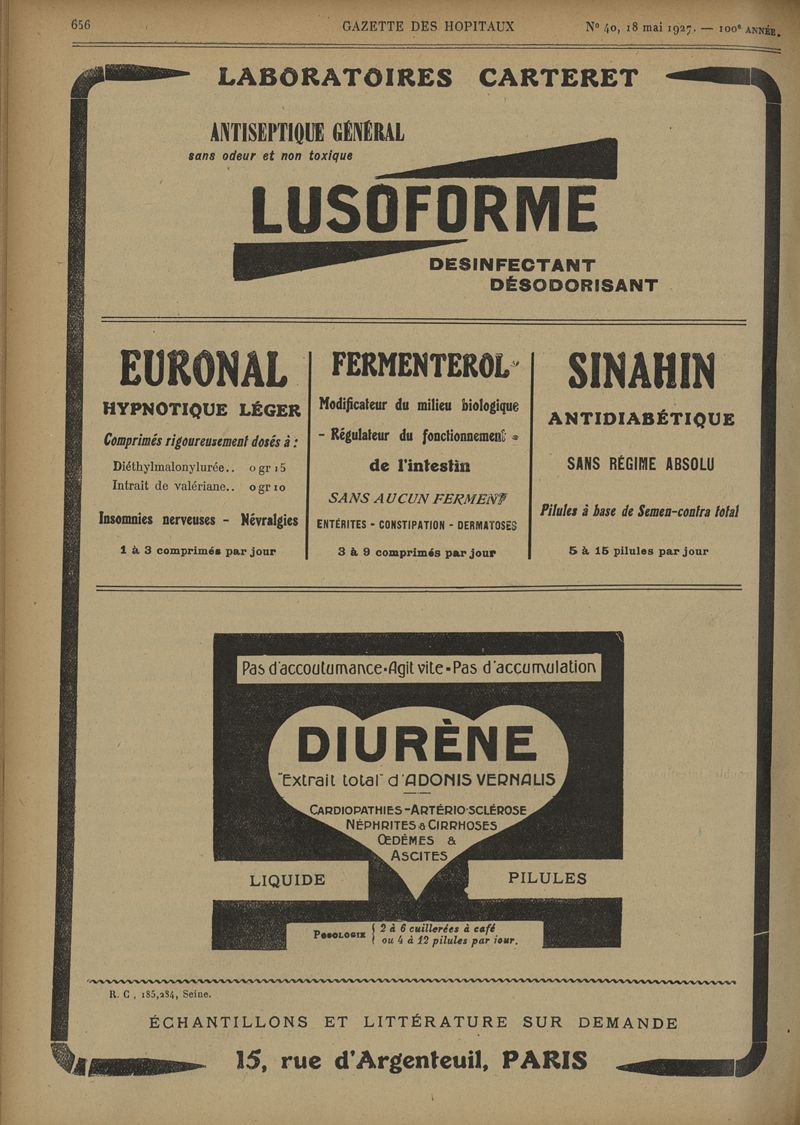 656 GAZETTE DES HOPITAUX N° 40, 18 mai 1927. — 100e ANNÉE.
LABORATOIRES CARTERET
ANTISEPTIQUE GÉNÉRAL
sans odeur et non toxique
LUSOFORME
DESINFECTANT
DÉSODORISANT
EURONAL
HYPNOTIQUE LÉGER
Comprimés rigoureusement dosés à :
Diéthylmalonylurée.. 0 gr 15
Intrait de valériane.. 0 gr 10
Insomnies nerveuses - Névralgies
1 à 3 comprimés par jour
FERMENTEROL
Modificateur du milieu biologique
- Régulateur du fonctionnement -
de l'intestin
SANS AUCUN FERMENT
ENTÉRITES - CONSTIPATION - DERMATOSES
3 à 9 comprimés par jour
SINAHIN
ANTIDIABÉTIQUE
SANS RÉGIME ABSOLU
Pilules à base de Semen-contra total
5 à 15 pilules par jour
Pas d'accoutumance-Agit vite-Pas d'accumulation
DIURÈNE
"Extrait total" d'ADONIS VERNALIS
CARDIOPATHIES-ARTÉRIO-SCLÉROSE
NÉPHRITES & CIRRHOSES
ŒDÈMES &
ASCITES
LIQUIDE
PILULES
POSOLOGIE { 2 à 6 cuillerées à café
ou 4 à 12 pilules par jour.
R. C , 185,284, Seine.
ÉCHANTILLONS ET LITTÉRATURE SUR DEMANDE
15, rue d'Argenteuil, PARIS